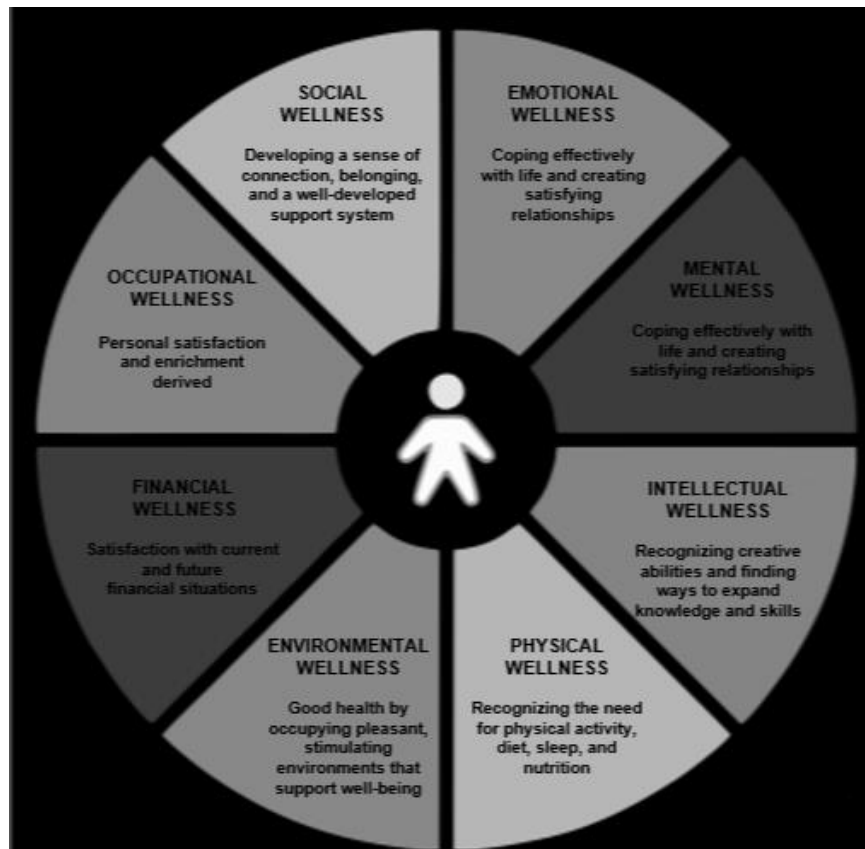 SOCIAL
WELLNESS
Developing a sense of
connection, belonging,
and a well-developed
support system
EMOTIONAL
WELLNESS
Coping effectively
with life and creating
satisfying
relationships
MENTAL
WELLNESS
Coping effectively with
life and creating
satisfying relationships
INTELLECTUAL
WELLNESS
Recognizing creative
abilities and finding
ways to expand
knowledge and skills
PHYSICAL
WELLNESS
Recognizing the need
for physical activity,
diet, sleep, and
nutrition
ENVIRONMENTAL
WELLNESS
Good health by
occupying pleasant,
stimulating
environments that
support well-being
FINANCIAL
WELLNESS
Satisfaction with current
and future
financial situations
OCCUPATIONAL
WELLNESS
Personal satisfaction
and enrichment
derived